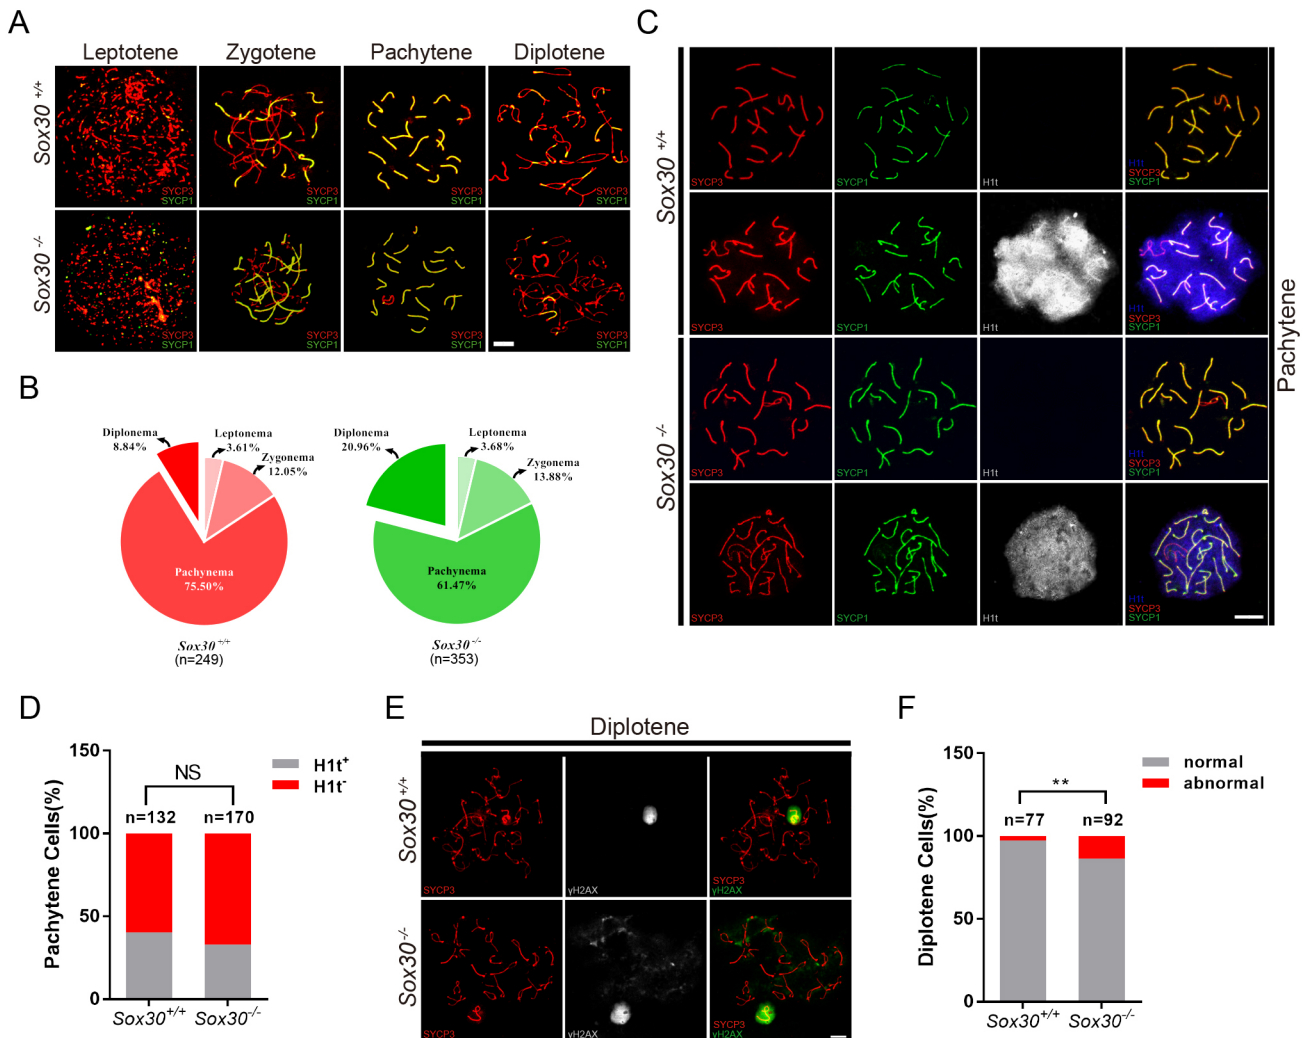 A
Leptotene Zygotene Pachytene Diplotene
Sox30 +/+
SYCP3 SYCP3 SYCP3 SYCP3
SYCP1 SYCP1 SYCP1 SYCP1
Sox30 -/-
SYCP3 SYCP3 SYCP3 SYCP3
SYCP1 SYCP1 SYCP1 SYCP1
B
Diplonema
8.84%
Leptonema
3.61%
Zygonema
12.05%
Pachynema
75.50%
Sox30 +/+
(n=249)
Diplonema
20.96%
Leptonema
3.68%
Zygonema
13.88%
Pachynema
61.47%
Sox30 -/-
(n=353)
C
Sox30 +/+
SYCP3 SYCP1 H1t
H1t
SYCP3
SYCP1
SYCP3 SYCP1 H1t
H1t
SYCP3
SYCP1
Sox30 -/-
SYCP3 SYCP1 H1t
H1t
SYCP3
SYCP1
SYCP3 SYCP1 H1t
H1t
SYCP3
SYCP1
Pachytene
D
Pachytene Cells(%)
150
100
50
0
NS
n=132 n=170
H1t+
H1t-
Sox30+/+ Sox30-/-
E
Diplotene
Sox30+/+
SYCP3 γH2AX
SYCP3
γH2AX
Sox30-/-
SYCP3 γH2AX
SYCP3
γH2AX
F
Diplotene Cells(%)
150
100
50
0
**
n=77 n=92
normal
abnormal
Sox30+/+ Sox30-/-